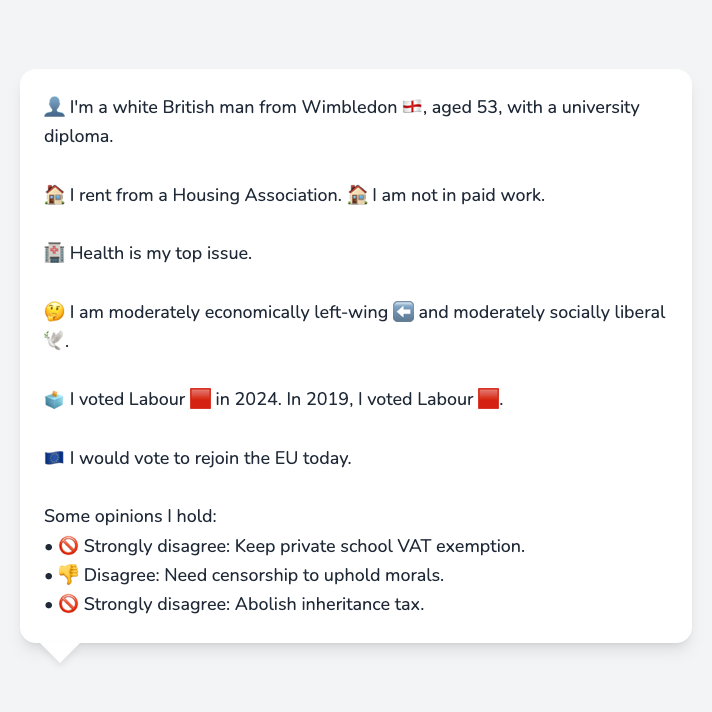 👤 I'm a white British man from Wimbledon 🏴󠁧󠁢󠁥󠁮󠁧󠁿, aged 53, with a university
diploma.
🏠 I rent from a Housing Association. 🏠 I am not in paid work.
🏥 Health is my top issue.
🤔 I am moderately economically left-wing ⬅️ and moderately socially liberal
🕊️.
🗳️ I voted Labour 🟥 in 2024. In 2019, I voted Labour 🟥.
🇪🇺 I would vote to rejoin the EU today.
Some opinions I hold:
• 🚫 Strongly disagree: Keep private school VAT exemption.
• 👎 Disagree: Need censorship to uphold morals.
• 🚫 Strongly disagree: Abolish inheritance tax.